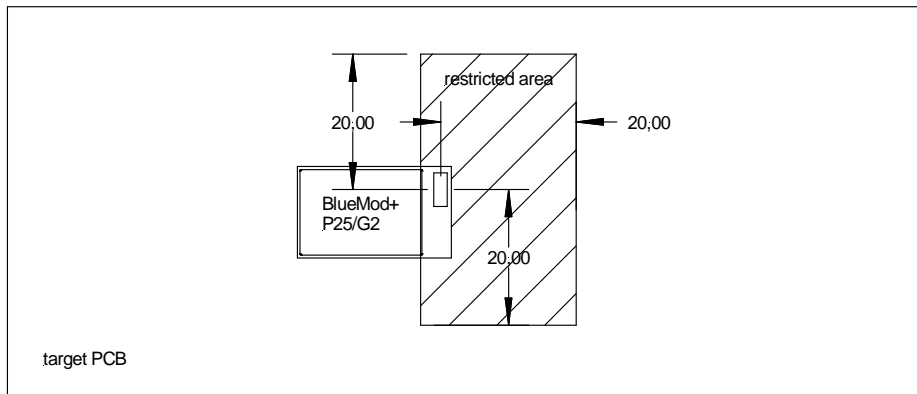 restricted area
20,00
20,00
BlueMod+
P25/G2
20,00
target PCB